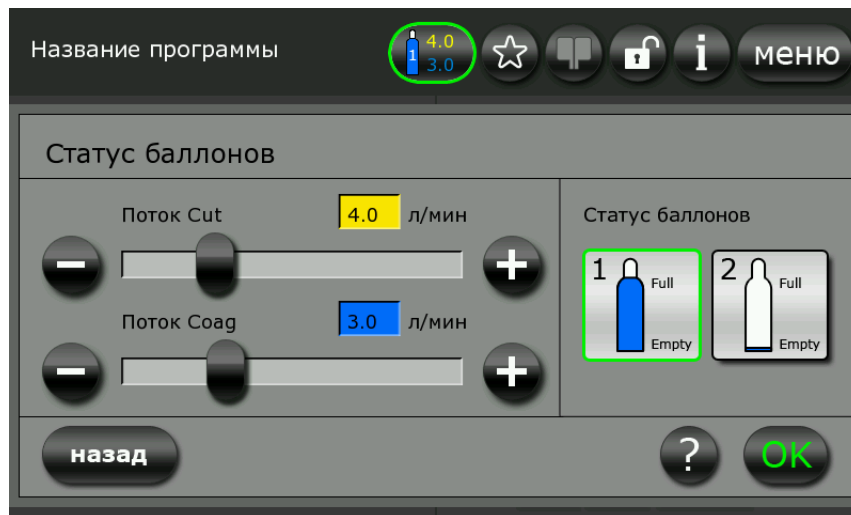 Название программы
1 4.0
3.0
i
меню
Статус баллонов
Поток Cut 4.0 л/мин
Статус баллонов
1 Full
Empty
2 Full
Empty
Поток Coag 3.0 л/мин
назад
?
OK